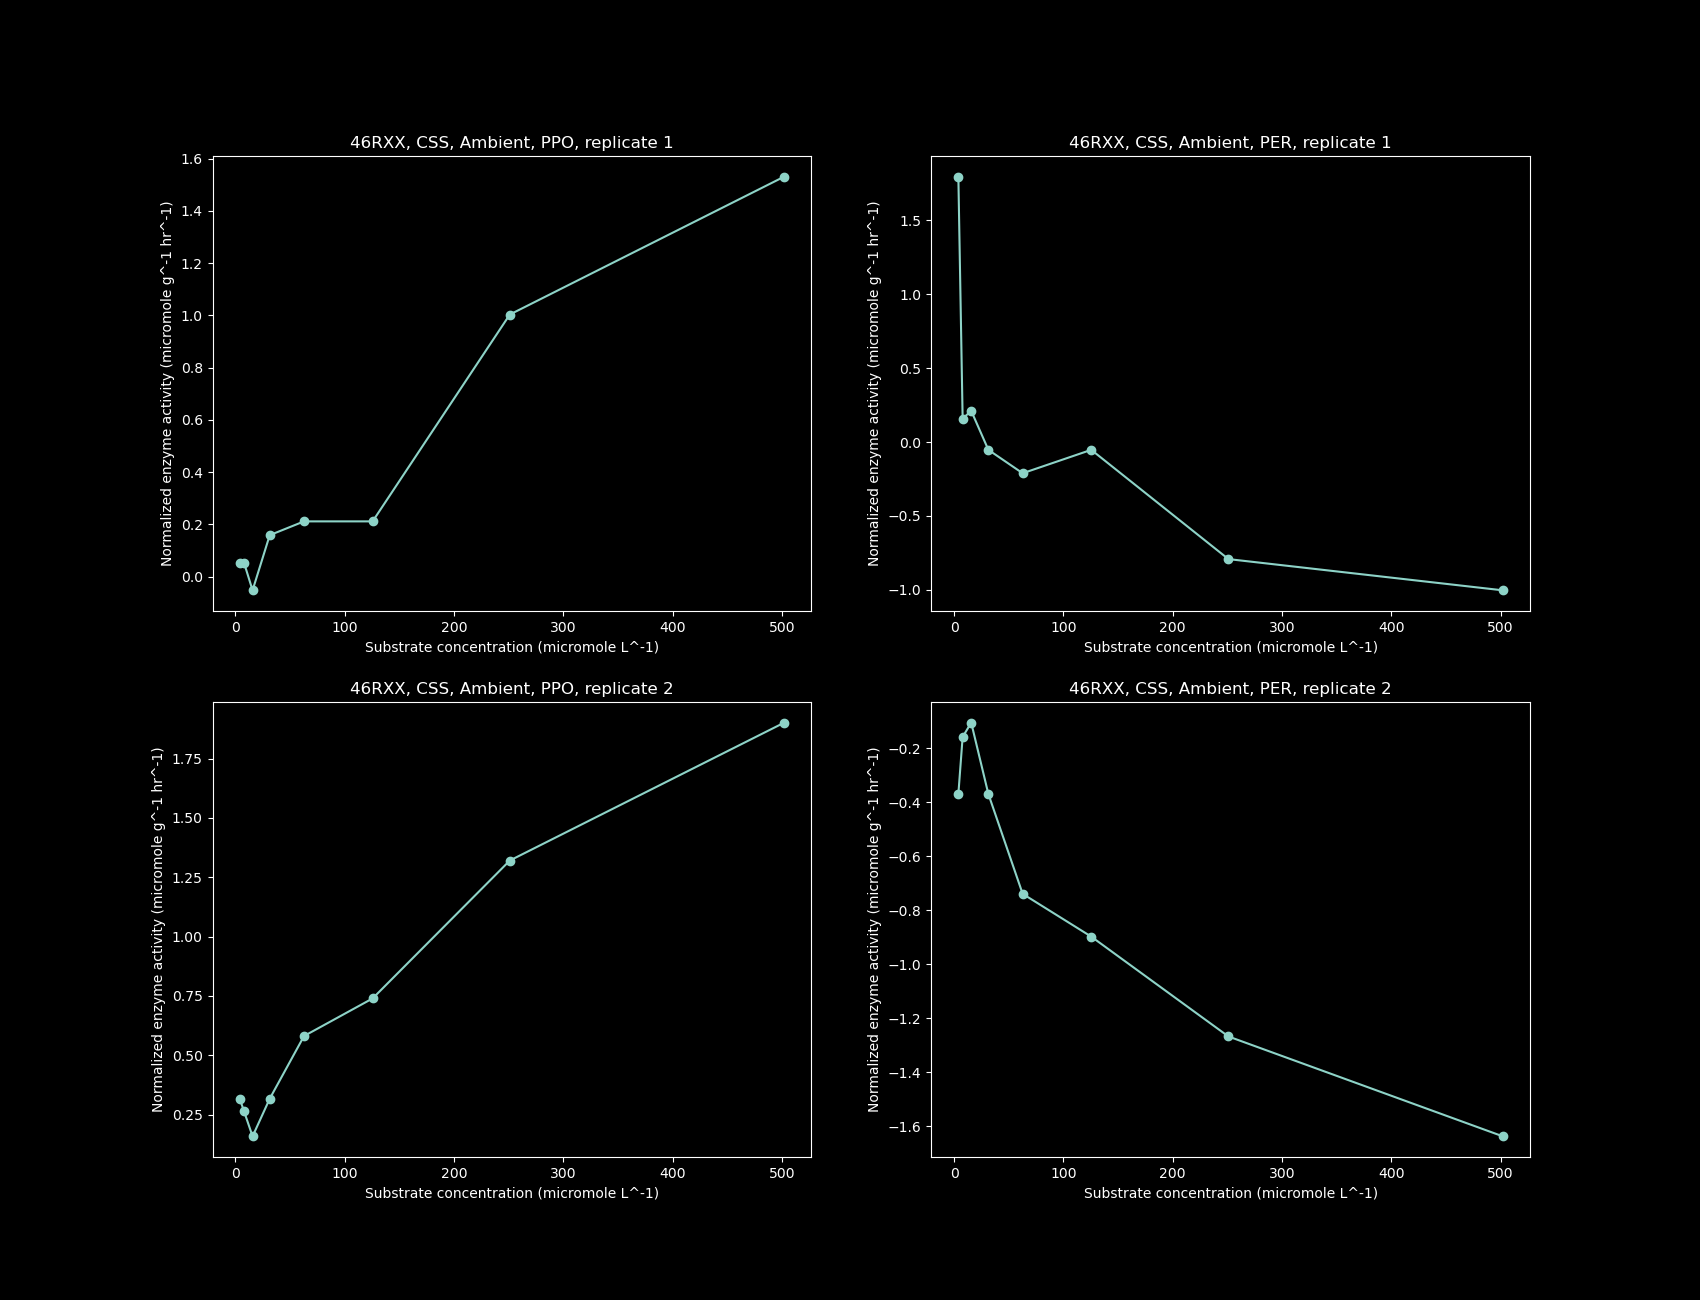 46RXX, CSS, Ambient, PPO, replicate 1
Normalized enzyme activity (micromole g^-1 hr^-1)
1.6
1.4
1.2
1.0
0.8
0.6
0.4
0.2
0.0
0 100 200 300 400 500
Substrate concentration (micromole L^-1)
46RXX, CSS, Ambient, PER, replicate 1
Normalized enzyme activity (micromole g^-1 hr^-1)
1.5
1.0
0.5
0.0
−0.5
−1.0
0 100 200 300 400 500
Substrate concentration (micromole L^-1)
46RXX, CSS, Ambient, PPO, replicate 2
Normalized enzyme activity (micromole g^-1 hr^-1)
1.75
1.50
1.25
1.00
0.75
0.50
0.25
0 100 200 300 400 500
Substrate concentration (micromole L^-1)
46RXX, CSS, Ambient, PER, replicate 2
Normalized enzyme activity (micromole g^-1 hr^-1)
−0.2
−0.4
−0.6
−0.8
−1.0
−1.2
−1.4
−1.6
0 100 200 300 400 500
Substrate concentration (micromole L^-1)